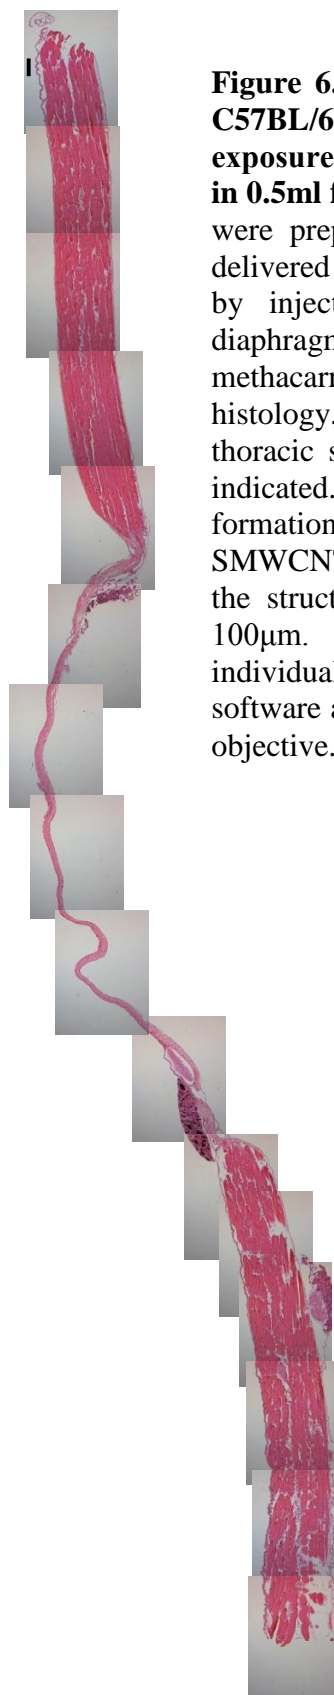 Figure 6.
C57BL/6
exposure
in 0.5ml f
were prep
delivered
by inject
diaphragm
methacarn
histology.
thoracic s
indicated.
formation
SMWCNT
the struct
100μm.
individual
software a
objective.